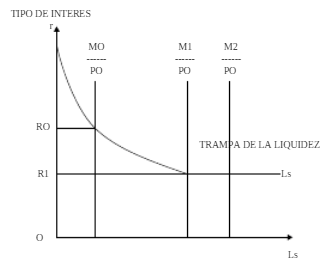 TIPO DE INTERES
r
MO M1 M2
------ ------ ------
PO PO PO
RO
TRAMPA DE LA LIQUIDEZ
R1
Ls
O
Ls